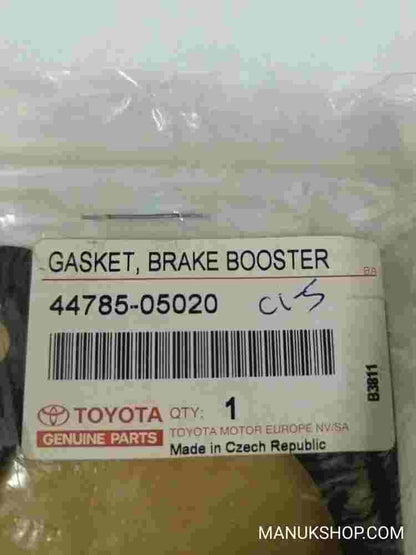 GASKET, BRAKE BOOSTER
BA
44785-05020
B3811
TOYOTA QTY: 1
GENUINE PARTS TOYOTA MOTOR EUROPE NV/SA
Made in Czech Republic
MANUKSHOP.COM